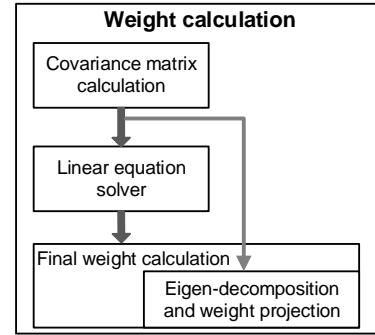 Weight calculation
Covariance matrix
calculation
Linear equation
solver
Final weight calculation
Eigen-decomposition
and weight projection